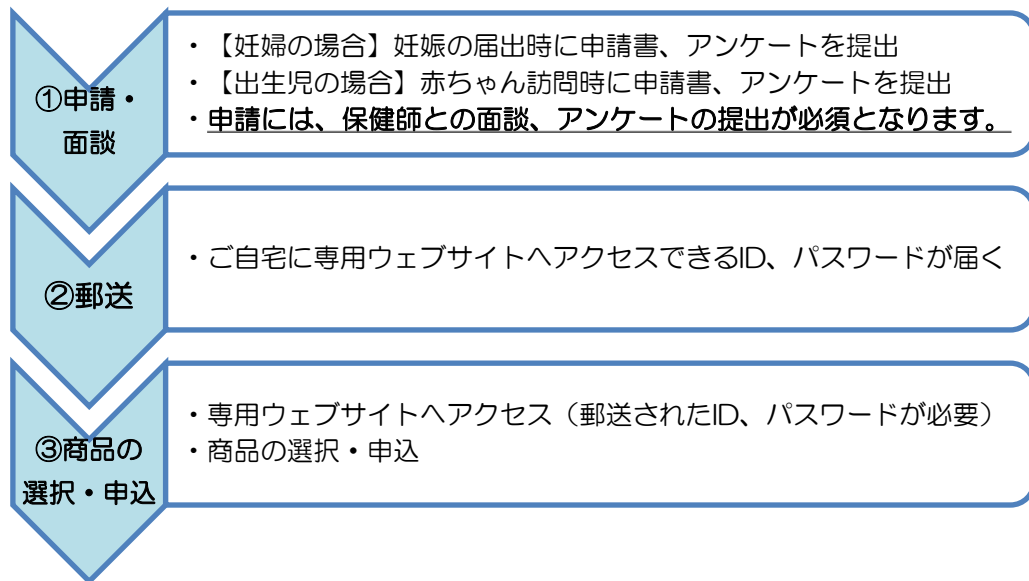 ①申請・
面談
・【妊婦の場合】妊娠の届出時に申請書、アンケートを提出
・【出生児の場合】赤ちゃん訪問時に申請書、アンケートを提出
・申請には、保健師との面談、アンケートの提出が必須となります。
②郵送
・ご自宅に専用ウェブサイトへアクセスできるID、パスワードが届く
③商品の
選択・申込
・専用ウェブサイトへアクセス（郵送されたID、パスワードが必要）
・商品の選択・申込